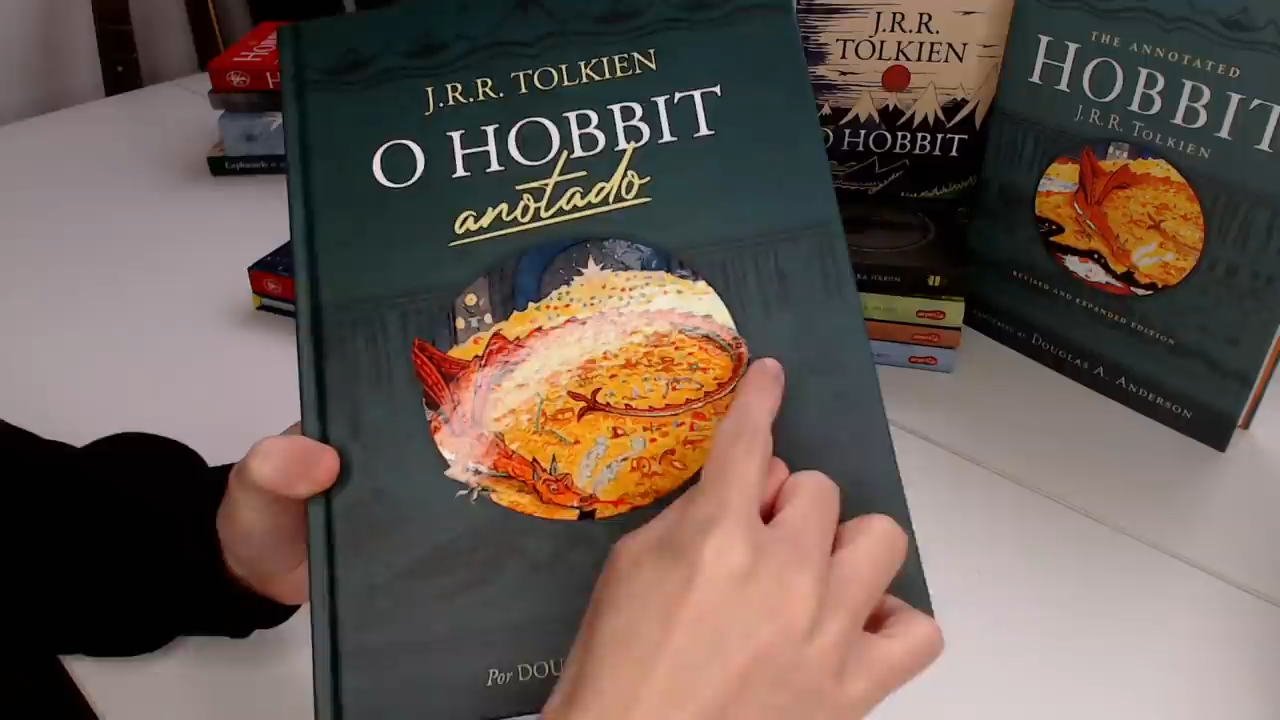 J.R.R. TOLKIEN
O HOBBIT
anotado
Por DOU
J.R.R.
TOLKIEN
O HOBBIT
THE ANNOTATED
HOBBIT
J.R.R. TOLKIEN
REVISED AND EXPANDED EDITION
DOUGLAS A. ANDERSON